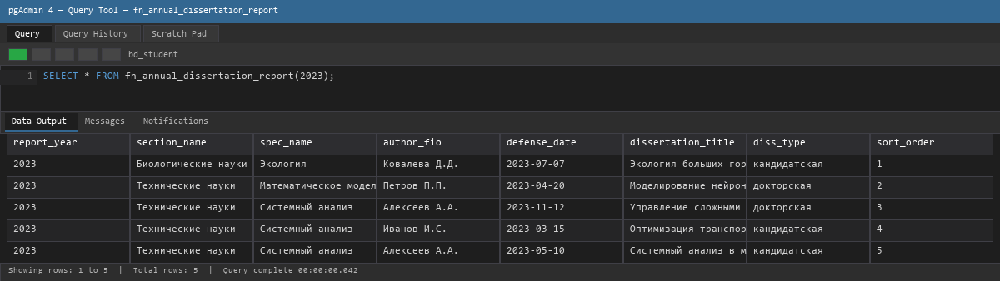 pgAdmin 4 — Query Tool — fn_annual_dissertation_report
Query Query History Scratch Pad
bd_student
1 SELECT * FROM fn_annual_dissertation_report(2023);
Data Output Messages Notifications
report_year section_name spec_name author_fio defense_date dissertation_title diss_type sort_order
2023 Биологические науки Экология Ковалева Д.Д. 2023-07-07 Экология больших гор кандидатская 1
2023 Технические науки Математическое модел Петров П.П. 2023-04-20 Моделирование нейрон докторская 2
2023 Технические науки Системный анализ Алексеев А.А. 2023-11-12 Управление сложными докторская 3
2023 Технические науки Системный анализ Иванов И.С. 2023-03-15 Оптимизация транспор кандидатская 4
2023 Технические науки Системный анализ Алексеев А.А. 2023-05-10 Системный анализ в м кандидатская 5
Showing rows: 1 to 5 | Total rows: 5 | Query complete 00:00:00.042